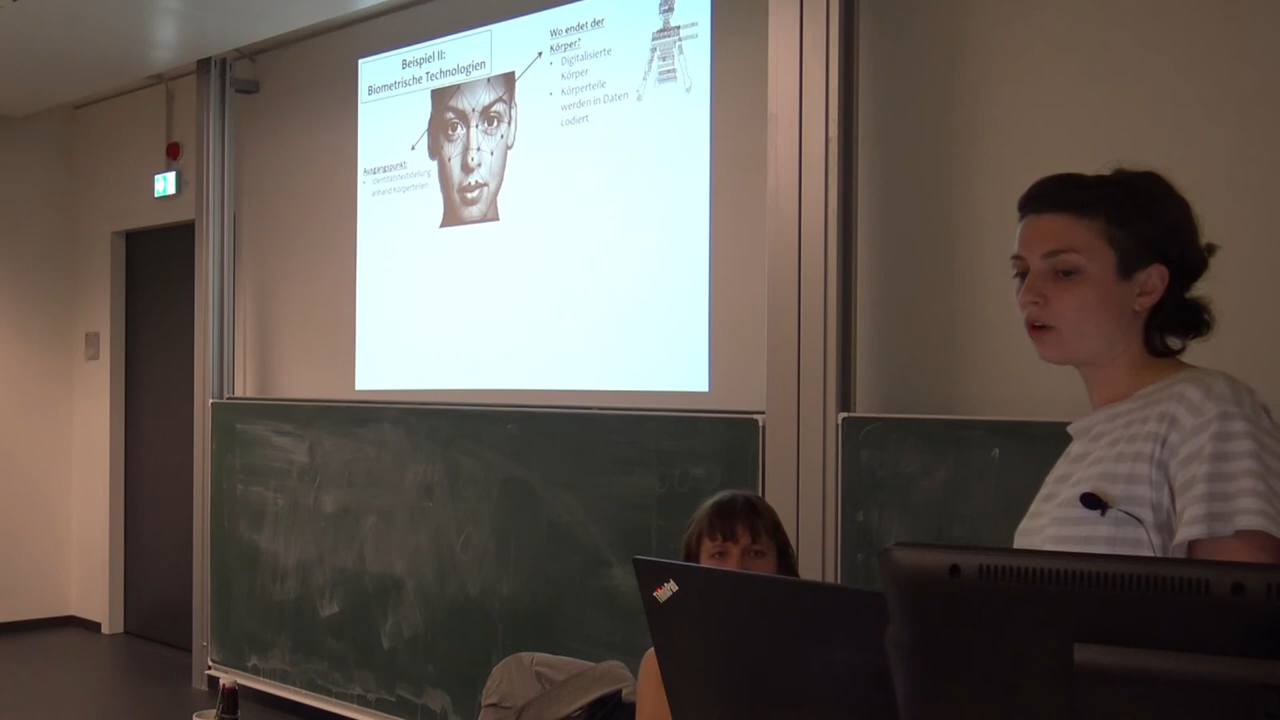 Beispiel II:
Biometrische Technologien
Wo endet der
Körper?
• Digitalisierte
Körper
• Körperteile
werden in Daten
codiert
Ausgangspunkt:
• Identitätsfeststellung
anhand Körperteilen
ThinkPad